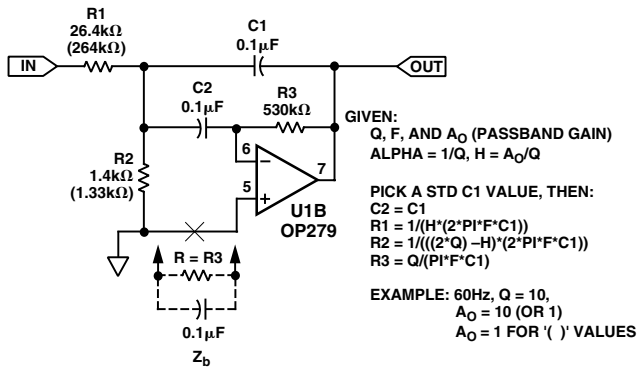 R1
26.4kΩ
(264kΩ)
IN
C1
0.1μF
OUT
C2
0.1μF
R3
530kΩ
R2
1.4kΩ
(1.33kΩ)
6
−
7
5
+
U1B
OP279
R = R3
0.1μF
Zb
GIVEN:
Q, F, AND AO (PASSBAND GAIN)
ALPHA = 1/Q, H = AO/Q
PICK A STD C1 VALUE, THEN:
C2 = C1
R1 = 1/(H*(2*PI*F*C1))
R2 = 1/(((2*Q) –H)*(2*PI*F*C1))
R3 = Q/(PI*F*C1)
EXAMPLE: 60Hz, Q = 10,
AO = 10 (OR 1)
AO = 1 FOR '( )' VALUES